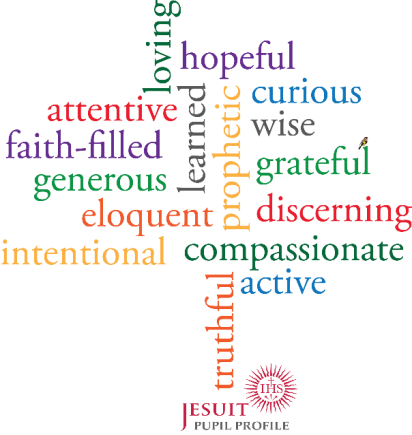 loving
hopeful
curious
attentive
learned
prophetic
wise
faith-filled
grateful
generous
eloquent
discerning
intentional
compassionate
truthful
active
IHS
JESUIT
PUPIL PROFILE